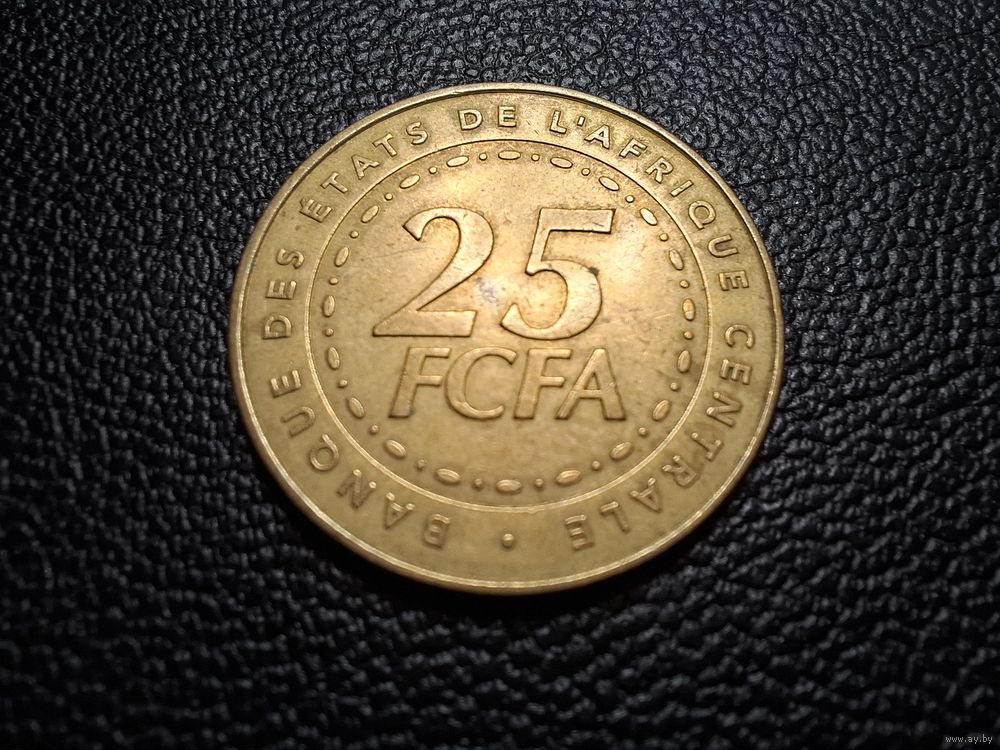 BANQUE DES ÉTATS DE L'AFRIQUE CENTRALE •
25
FCFA
www.ay.by